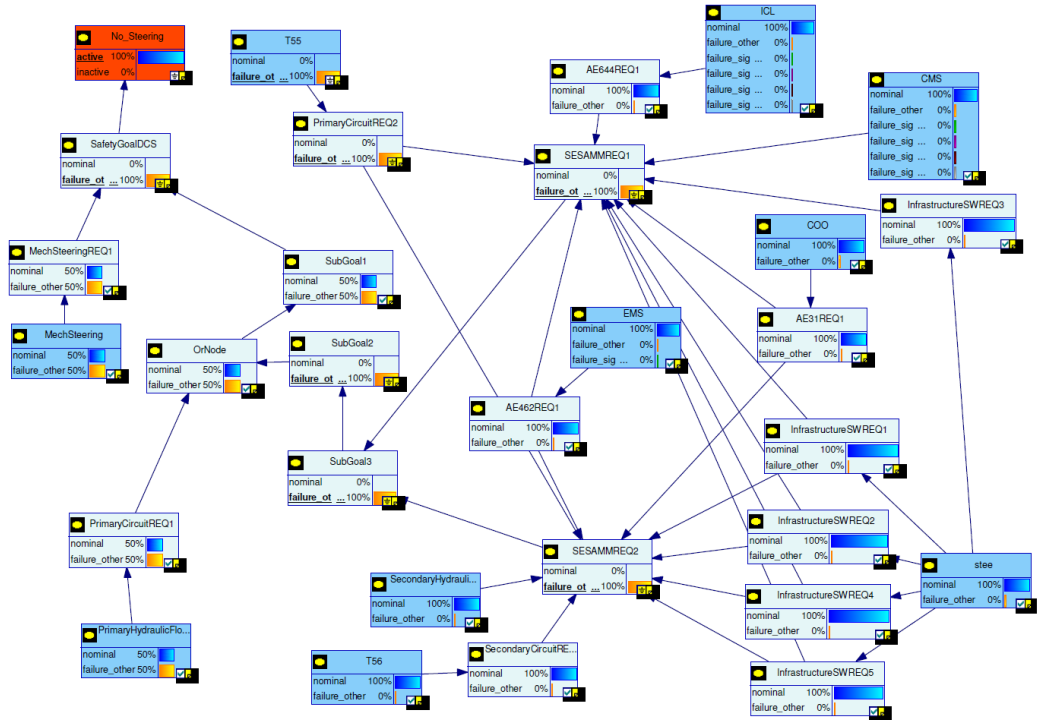 No_Steering
active 100%
inactive 0%
T55
nominal 0%
failure_ot ... 100%
ICL
nominal 100%
failure_other 0%
failure_sig ... 0%
failure_sig ... 0%
failure_sig ... 0%
failure_sig ... 0%
AE644REQ1
nominal 100%
failure_other 0%
CMS
nominal 100%
failure_other 0%
failure_sig ... 0%
failure_sig ... 0%
failure_sig ... 0%
failure_sig ... 0%
SafetyGoalDCS
nominal 0%
failure_ot ... 100%
PrimaryCircuitREQ2
nominal 0%
failure_ot ... 100%
SESAMMREQ1
nominal 0%
failure_ot ... 100%
InfrastructureSWREQ3
nominal 100%
failure_other 0%
COO
nominal 100%
failure_other 0%
MechSteeringREQ1
nominal 50%
failure_other 50%
SubGoal1
nominal 50%
failure_other 50%
EMS
nominal 100%
failure_other 0%
failure_sig ... 0%
AE31REQ1
nominal 100%
failure_other 0%
MechSteering
nominal 50%
failure_other 50%
OrNode
nominal 50%
failure_other 50%
SubGoal2
nominal 0%
failure_ot ... 100%
AE462REQ1
nominal 100%
failure_other 0%
InfrastructureSWREQ1
nominal 100%
failure_other 0%
SubGoal3
nominal 0%
failure_ot ... 100%
PrimaryCircuitREQ1
nominal 50%
failure_other 50%
SESAMMREQ2
nominal 0%
failure_ot ... 100%
InfrastructureSWREQ2
nominal 100%
failure_other 0%
stee
nominal 100%
failure_other 0%
SecondaryHydrauli...
nominal 100%
failure_other 0%
InfrastructureSWREQ4
nominal 100%
failure_other 0%
PrimaryHydraulicFlo...
nominal 50%
failure_other 50%
T56
nominal 100%
failure_other 0%
SecondaryCircuitRE...
nominal 100%
failure_other 0%
InfrastructureSWREQ5
nominal 100%
failure_other 0%